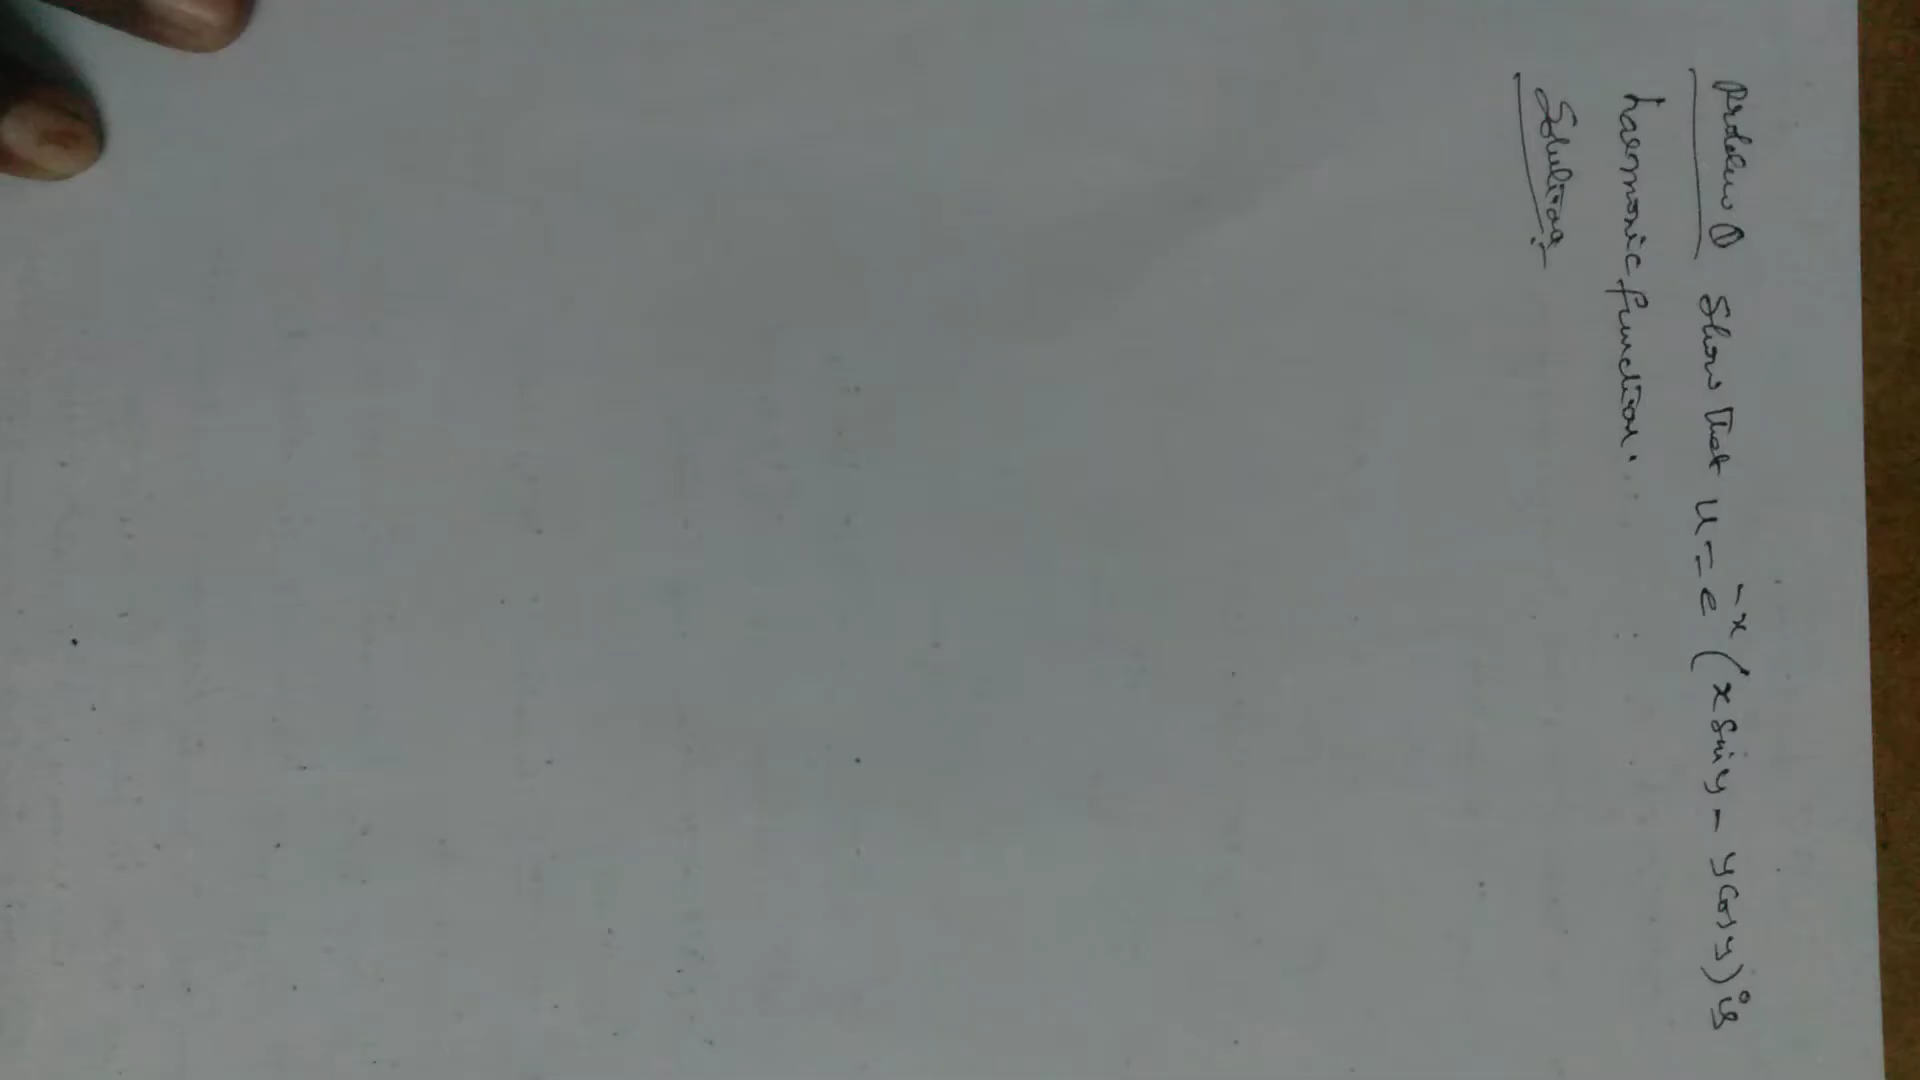 Problem ① Show that u = e^{-x} (x sin y - y cos y) is
harmonic function.
Solution:-